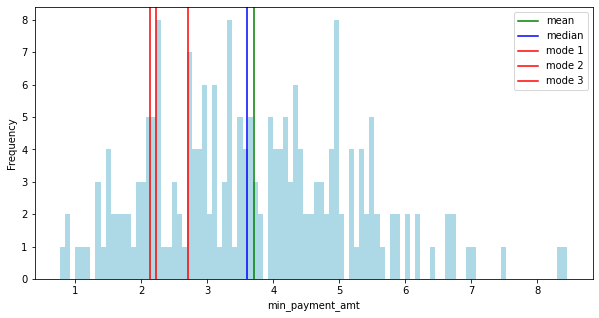 mean
median
mode 1
mode 2
mode 3
8
7
6
5
4
3
2
1
0
Frequency
1 2 3 4 5 6 7 8
min_payment_amt